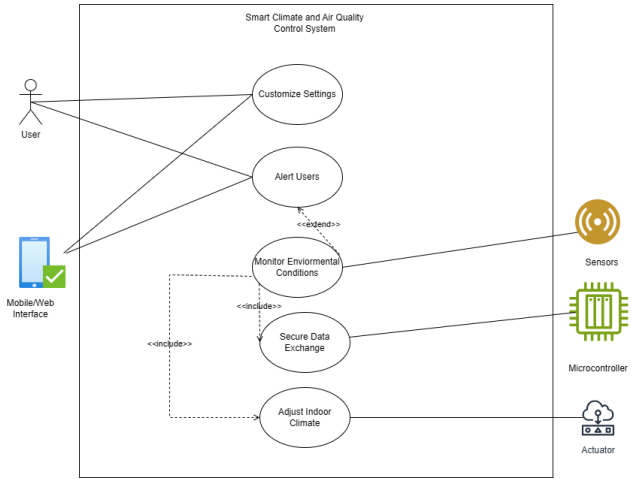 Smart Climate and Air Quality
Control System
Customize Settings
User
Alert Users
<<extend>>
Monitor Enviormental
Conditions
Sensors
Mobile/Web
Interface
<<include>>
Secure Data
Exchange
<<include>>
Microcontroller
Adjust Indoor
Climate
Actuator